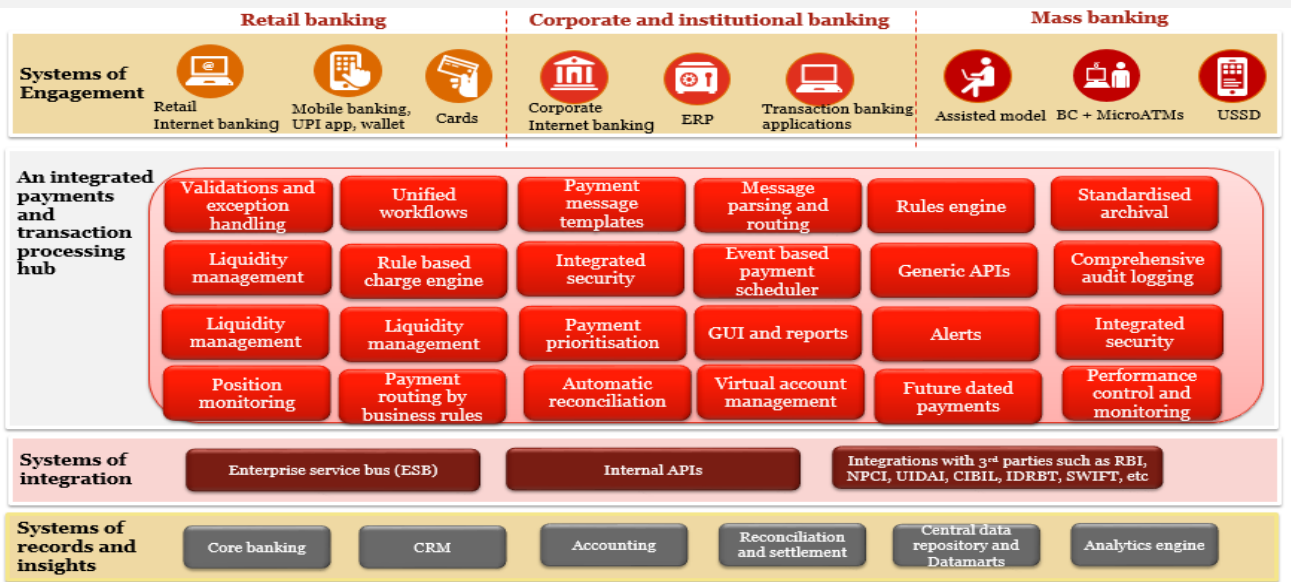 Retail banking
Corporate and institutional banking
Mass banking
Systems of
Engagement
Retail
Internet banking
Mobile banking,
UPI app, wallet
Cards
Corporate
Internet banking
ERP
Transaction banking
applications
Assisted model
BC + MicroATMs
USSD
An integrated
payments
and
transaction
processing
hub
Validations and
exception
handling
Unified
workflows
Payment
message
templates
Message
parsing and
routing
Rules engine
Standardised
archival
Liquidity
management
Rule based
charge engine
Integrated
security
Event based
payment
scheduler
Generic APIs
Comprehensive
audit logging
Liquidity
management
Liquidity
management
Payment
prioritisation
GUI and reports
Alerts
Integrated
security
Position
monitoring
Payment
routing by
business rules
Automatic
reconciliation
Virtual account
management
Future dated
payments
Performance
control and
monitoring
Systems of
integration
Enterprise service bus (ESB)
Internal APIs
Integrations with 3rd parties such as RBI,
NPCI, UIDAI, CIBIL, IDRBT, SWIFT, etc
Systems of
records and
insights
Core banking
CRM
Accounting
Reconciliation
and settlement
Central data
repository and
Datamarts
Analytics engine